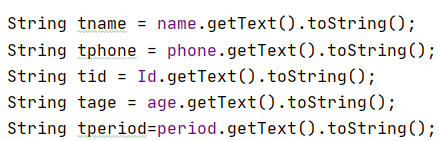 String tname = name.getText().toString();
String tphone = phone.getText().toString();
String tid = Id.getText().toString();
String tage = age.getText().toString();
String tperiod=period.getText().toString();